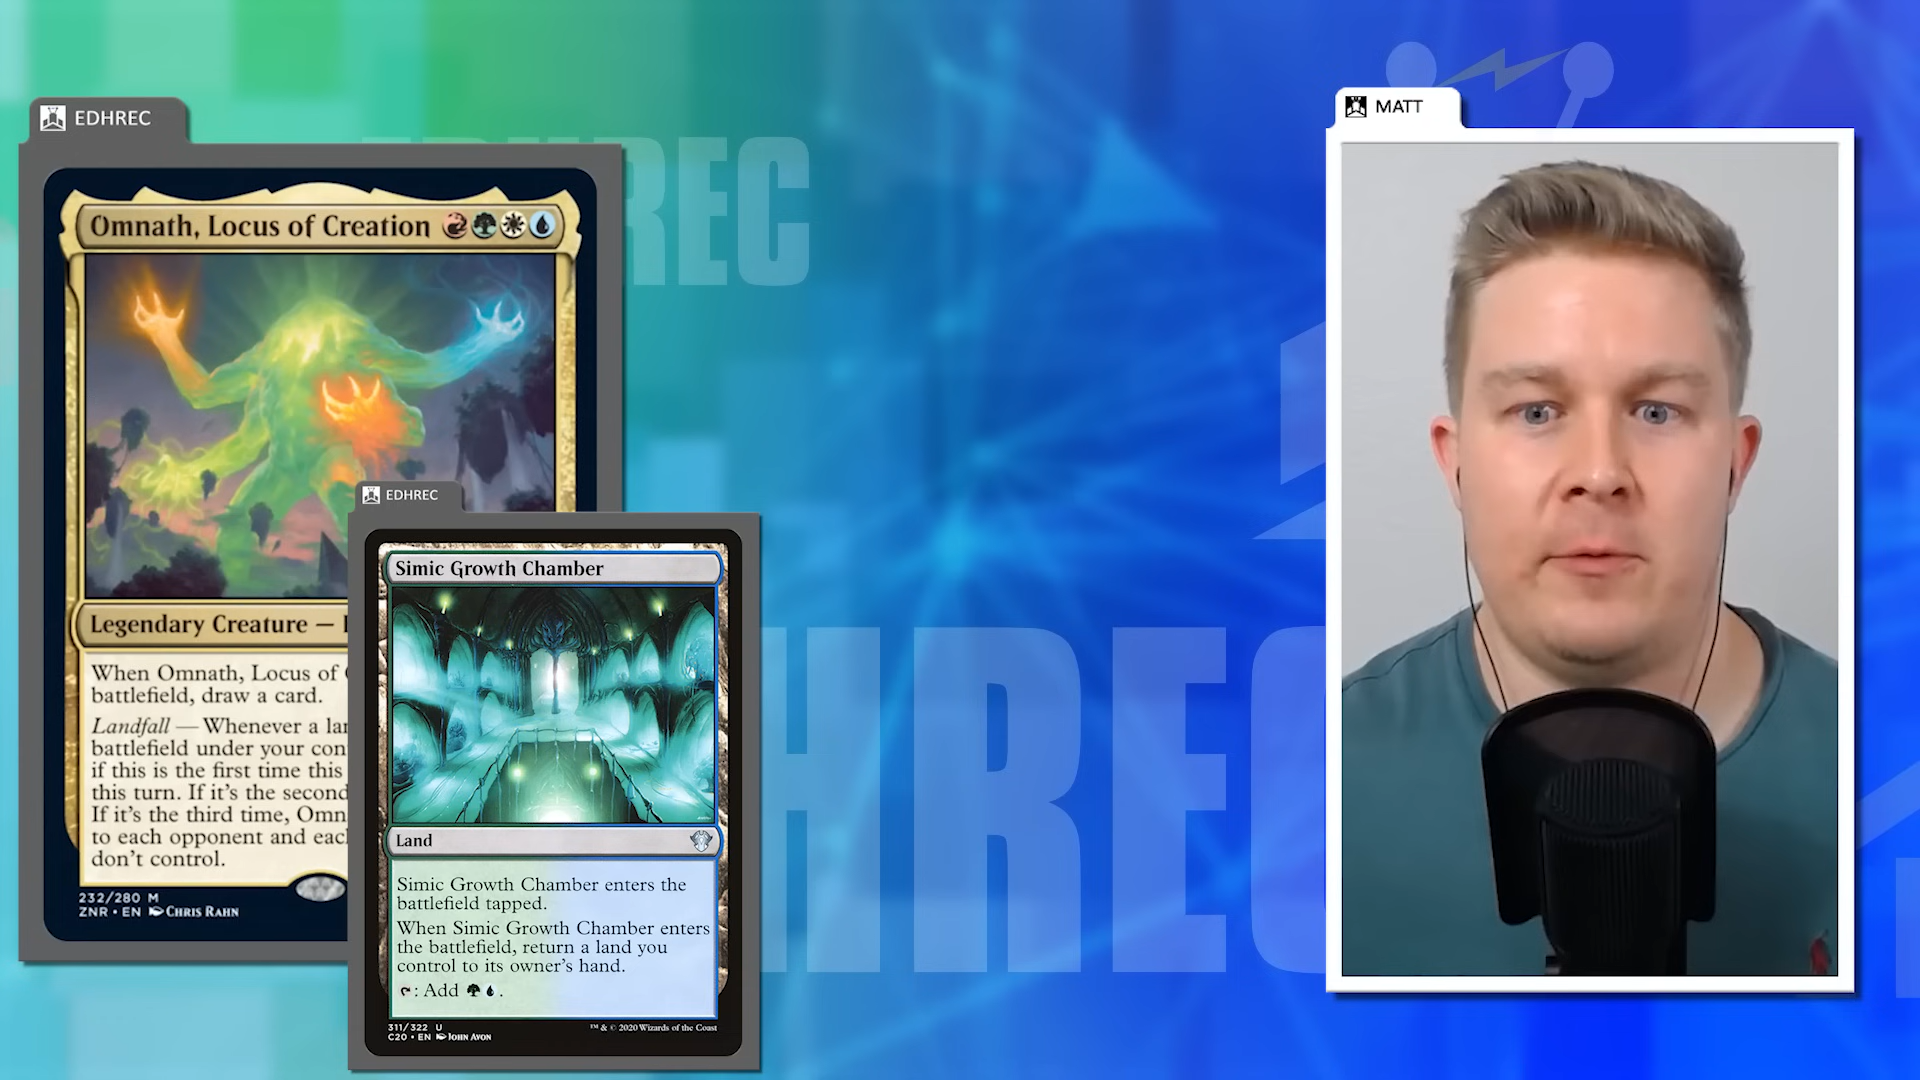 EDHREC
Omnath, Locus of Creation
Legendary Creature —
When Omnath, Locus of
battlefield, draw a card.
Landfall — Whenever a lan
battlefield under your con
if this is the first time this
this turn. If it's the second
If it's the third time, Omn
to each opponent and each
don't control.
232/280 M
ZNR • EN CHRIS RAHN
EDHREC
Simic Growth Chamber
Land
Simic Growth Chamber enters the
battlefield tapped.
When Simic Growth Chamber enters
the battlefield, return a land you
control to its owner's hand.
: Add .
311/322 U
C20 • EN JOHN AVON
™ & © 2020 Wizards of the Coast
MATT
REC
HREC